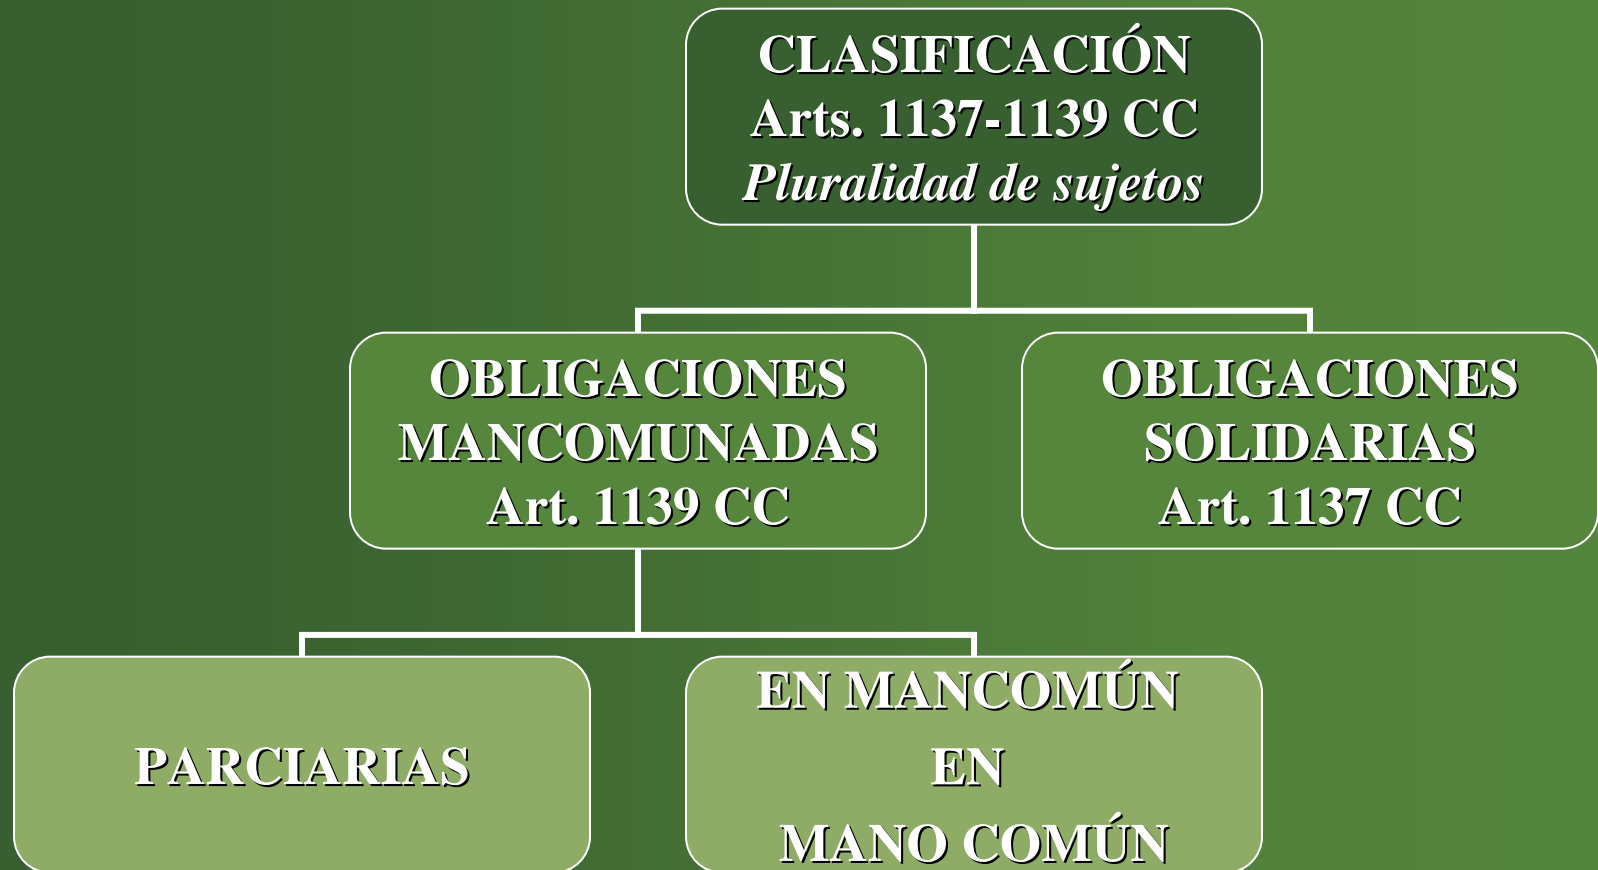 CLASIFICACIÓN
Arts. 1137-1139 CC
Pluralidad de sujetos
OBLIGACIONES
MANCOMUNADAS
Art. 1139 CC
OBLIGACIONES
SOLIDARIAS
Art. 1137 CC
PARCIARIAS
EN MANCOMÚN
EN
MANO COMÚN